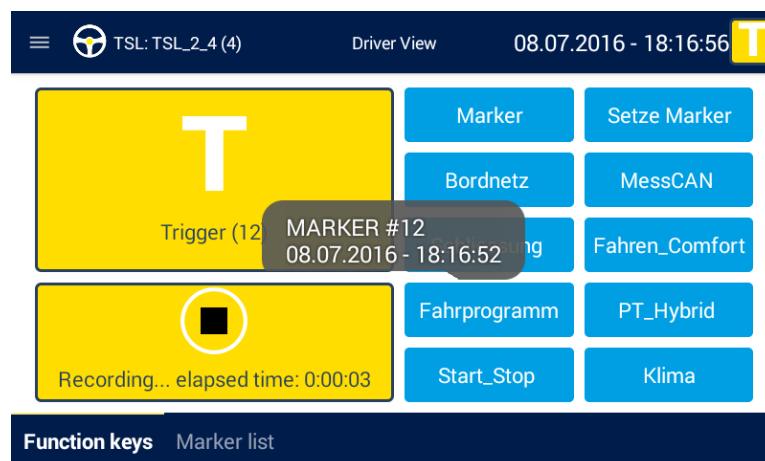 TSL: TSL_2_4 (4) Driver View 08.07.2016 - 18:16:56 T
T
Trigger (12)
Marker Setze Marker
Bordnetz MessCAN
MARKER #12
08.07.2016 - 18:16:52
Fahren_Comfort
Fahrprogramm PT_Hybrid
Recording... elapsed time: 0:00:03
Start_Stop Klima
Function keys Marker list